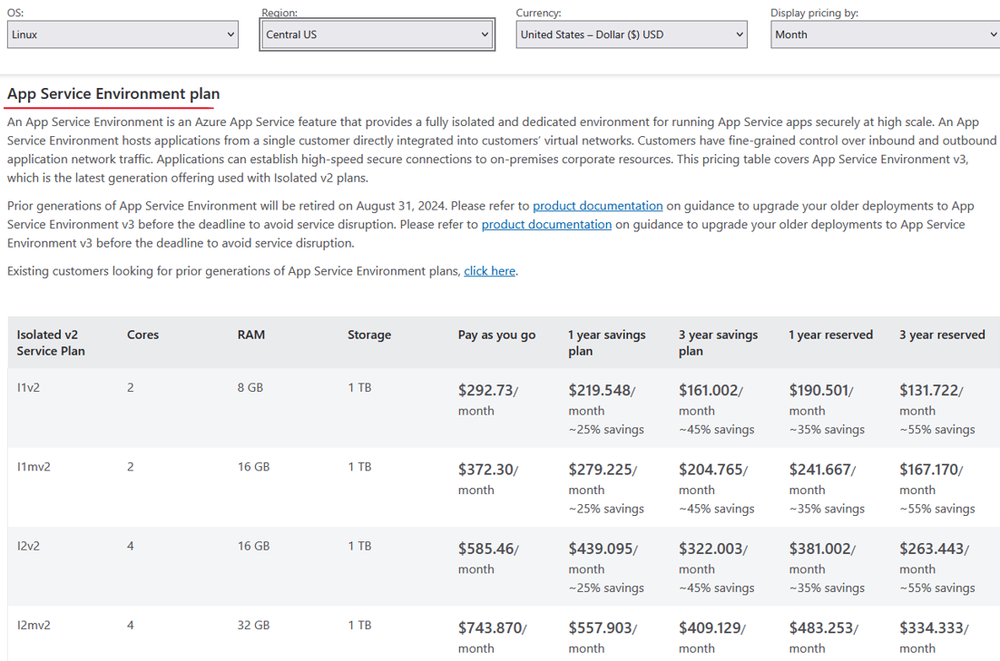 OS: Region: Currency: Display pricing by:
Linux Central US United States – Dollar ($) USD Month
App Service Environment plan
An App Service Environment is an Azure App Service feature that provides a fully isolated and dedicated environment for running App Service apps securely at high scale. An App
Service Environment hosts applications from a single customer directly integrated into customers’ virtual networks. Customers have fine-grained control over inbound and outbound
application network traffic. Applications can establish high-speed secure connections to on-premises corporate resources. This pricing table covers App Service Environment v3,
which is the latest generation offering used with Isolated v2 plans.
Prior generations of App Service Environment will be retired on August 31, 2024. Please refer to product documentation on guidance to upgrade your older deployments to App
Service Environment v3 before the deadline to avoid service disruption. Please refer to product documentation on guidance to upgrade your older deployments to App Service
Environment v3 before the deadline to avoid service disruption.
Existing customers looking for prior generations of App Service Environment plans, click here.
Isolated v2 Cores RAM Storage Pay as you go 1 year savings 3 year savings 1 year reserved 3 year reserved
Service Plan plan plan
I1v2 2 8 GB 1 TB $292.73/ $219.548/ $161.002/ $190.501/ $131.722/
month month month month month
~25% savings ~45% savings ~35% savings ~55% savings
I1mv2 2 16 GB 1 TB $372.30/ $279.225/ $204.765/ $241.667/ $167.170/
month month month month month
~25% savings ~45% savings ~35% savings ~55% savings
I2v2 4 16 GB 1 TB $585.46/ $439.095/ $322.003/ $381.002/ $263.443/
month month month month month
~25% savings ~45% savings ~35% savings ~55% savings
I2mv2 4 32 GB 1 TB $743.870/ $557.903/ $409.129/ $483.253/ $334.333/
month month month month month